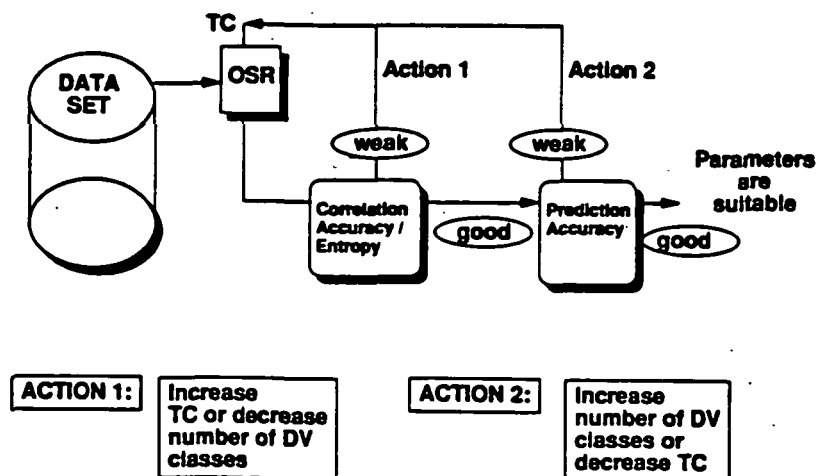 TC
DATA
SET
OSR
Action 1
Action 2
weak
weak
Parameters
are
suitable
Correlation
Accuracy /
Entropy
good
Prediction
Accuracy
good
ACTION 1:
Increase
TC or decrease
number of DV
classes
ACTION 2:
Increase
number of DV
classes or
decrease TC